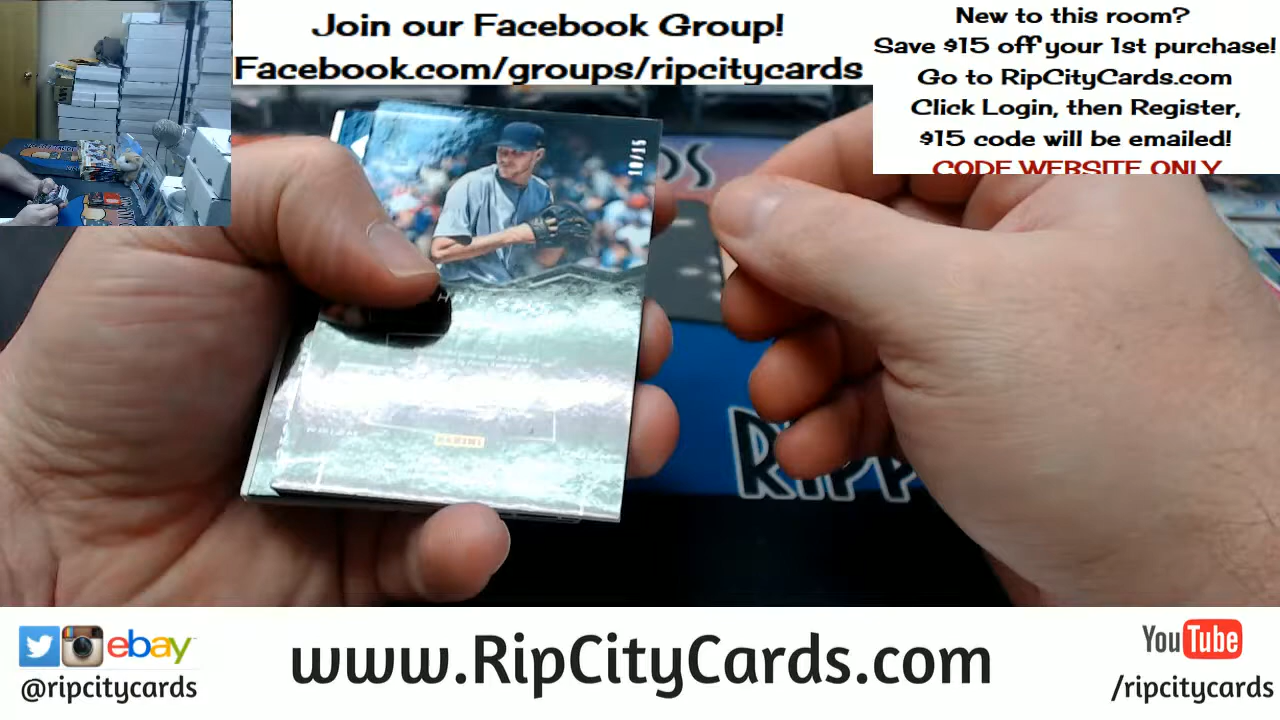 Join our Facebook Group!
Facebook.com/groups/ripcitycards
New to this room?
Save $15 off your 1st purchase!
Go to RipCityCards.com
Click Login, then Register,
$15 code will be emailed!
CODE WEBSITE ONLY
10/15
PANINI
RIPP
ebay
@ripcitycards
www.RipCityCards.com
YouTube
/ripcitycards